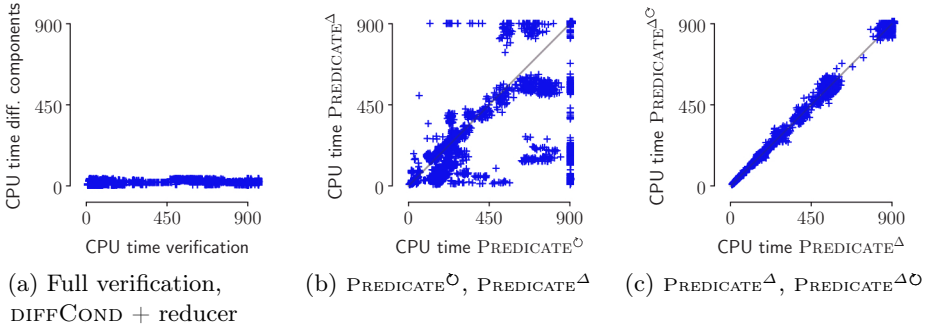 CPU time diff. components
900
450
0
0
450
900
CPU time verification
(a) Full verification,
DIFFCOND + reducer
CPU time PREDICATE^Δ
900
450
0
0
450
900
CPU time PREDICATE^↻
(b) PREDICATE^↻, PREDICATE^Δ
CPU time PREDICATE^Δ↻
900
450
0
0
450
900
CPU time PREDICATE^Δ
(c) PREDICATE^Δ, PREDICATE^Δ↻